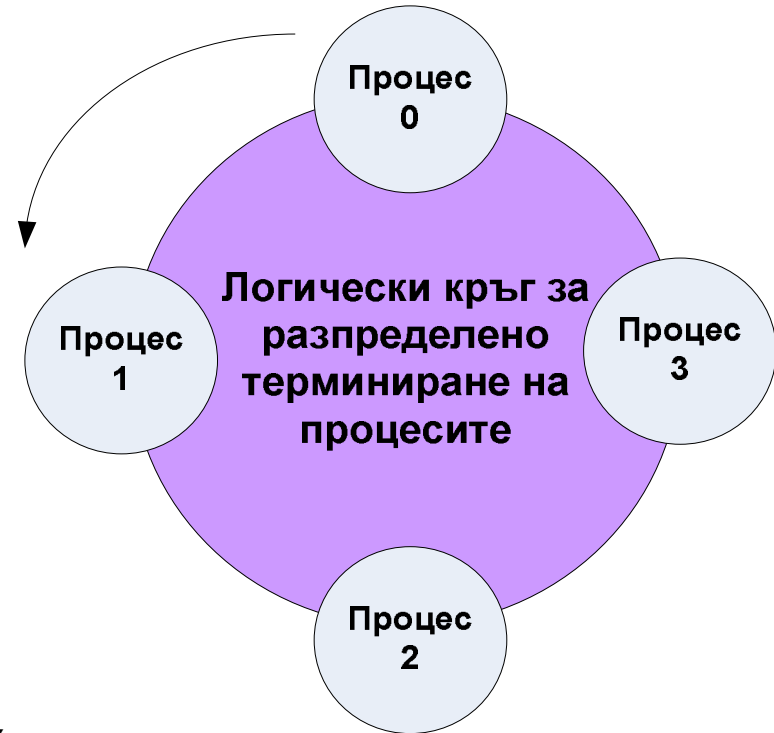 Процес
0
Логически кръг за
разпределено
терминиране на
процесите
Процес
1
Процес
3
Процес
2